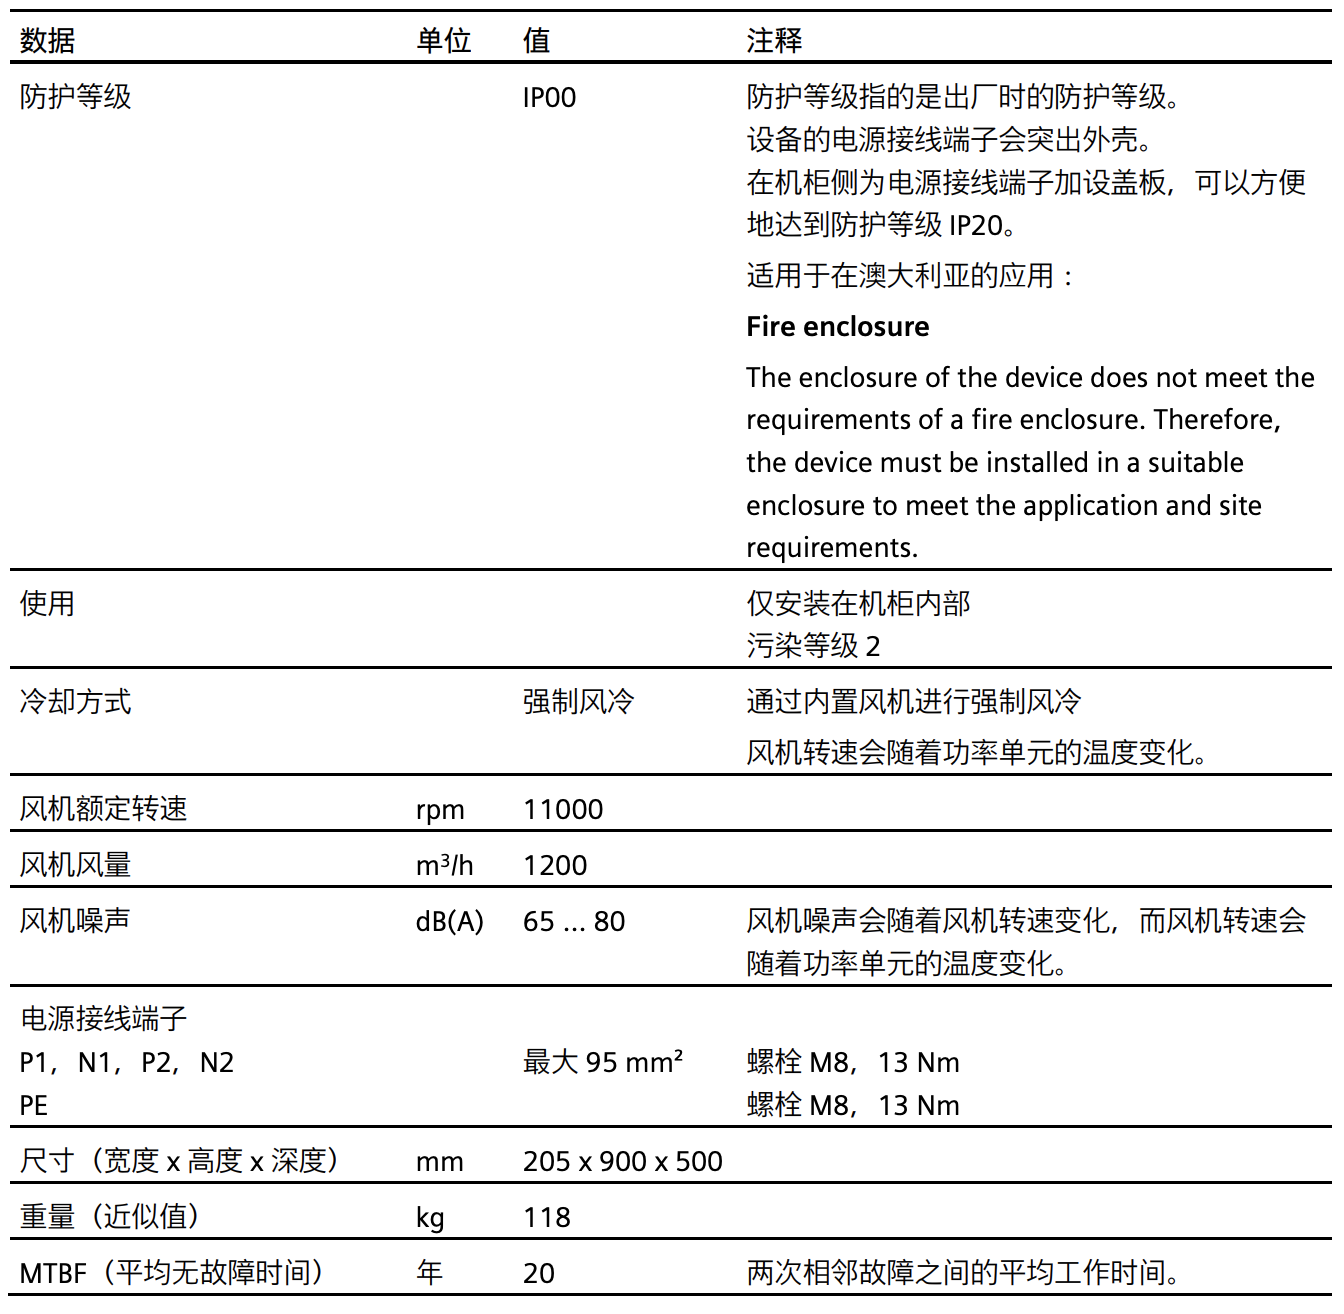 数据 单位 值 注释
防护等级 IP00 防护等级指的是出厂时的防护等级。
设备的电源接线端子会突出外壳。
在机柜侧为电源接线端子加设盖板，可以方便
地达到防护等级 IP20。
适用于在澳大利亚的应用：
Fire enclosure
The enclosure of the device does not meet the
requirements of a fire enclosure. Therefore,
the device must be installed in a suitable
enclosure to meet the application and site
requirements.
使用 仅安装在机柜内部
污染等级 2
冷却方式 强制风冷 通过内置风机进行强制风冷
风机转速会随着功率单元的温度变化。
风机额定转速 rpm 11000
风机风量 m³/h 1200
风机噪声 dB(A) 65 ... 80 风机噪声会随着风机转速变化，而风机转速会
随着功率单元的温度变化。
电源接线端子
P1，N1，P2，N2 最大 95 mm² 螺栓 M8，13 Nm
PE 螺栓 M8，13 Nm
尺寸（宽度 x 高度 x 深度） mm 205 x 900 x 500
重量（近似值） kg 118
MTBF（平均无故障时间） 年 20 两次相邻故障之间的平均工作时间。